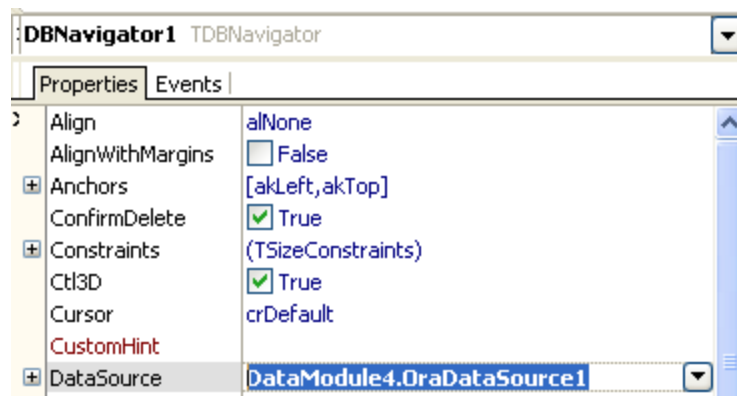 DBNavigator1 TDBNavigator
Properties Events
Align alNone
AlignWithMargins False
Anchors [akLeft,akTop]
ConfirmDelete True
Constraints (TSizeConstraints)
Ctl3D True
Cursor crDefault
CustomHint
DataSource DataModule4.OraDataSource1